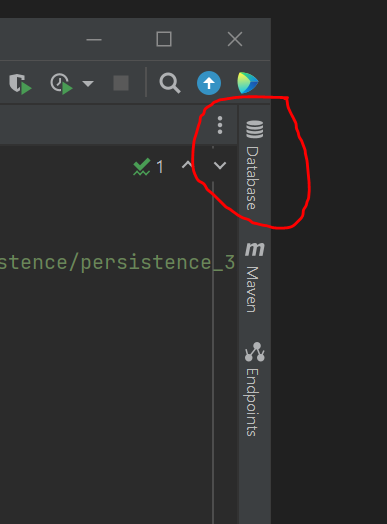 Database
1
stence/persistence_3
m
Maven
Endpoints